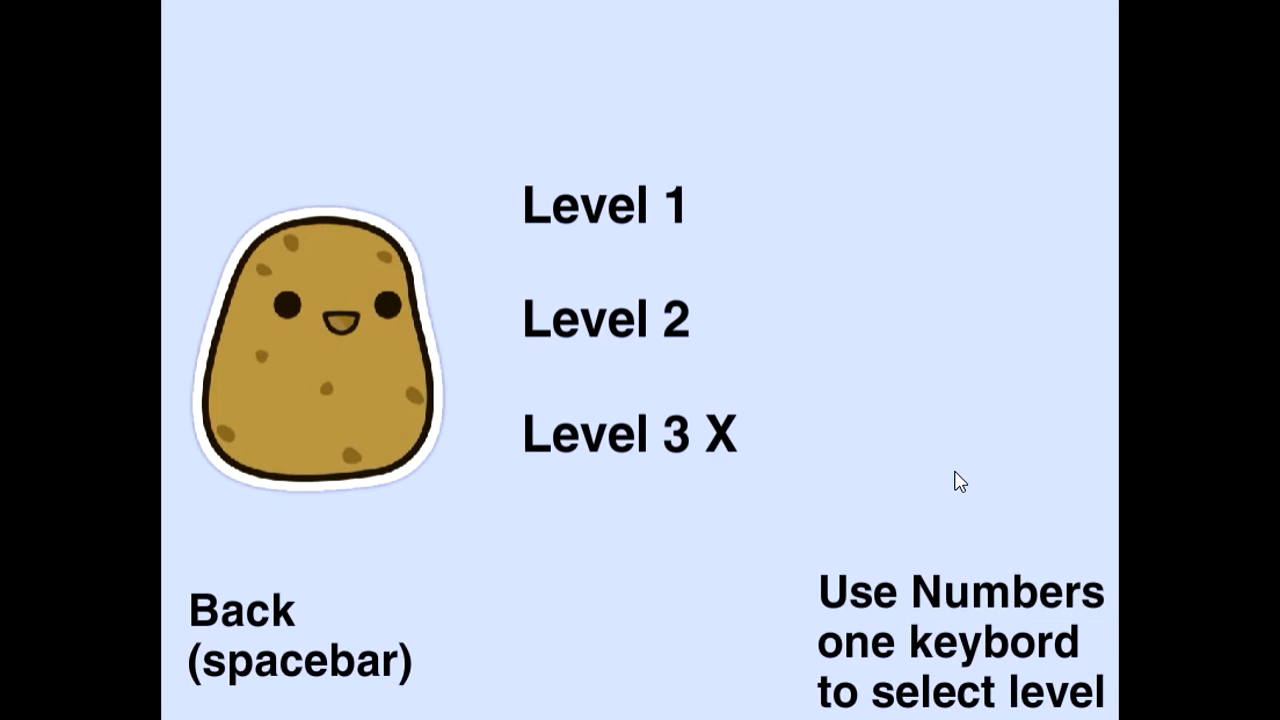 Level 1
Level 2
Level 3 X
Back
(spacebar)
Use Numbers
one keybord
to select level